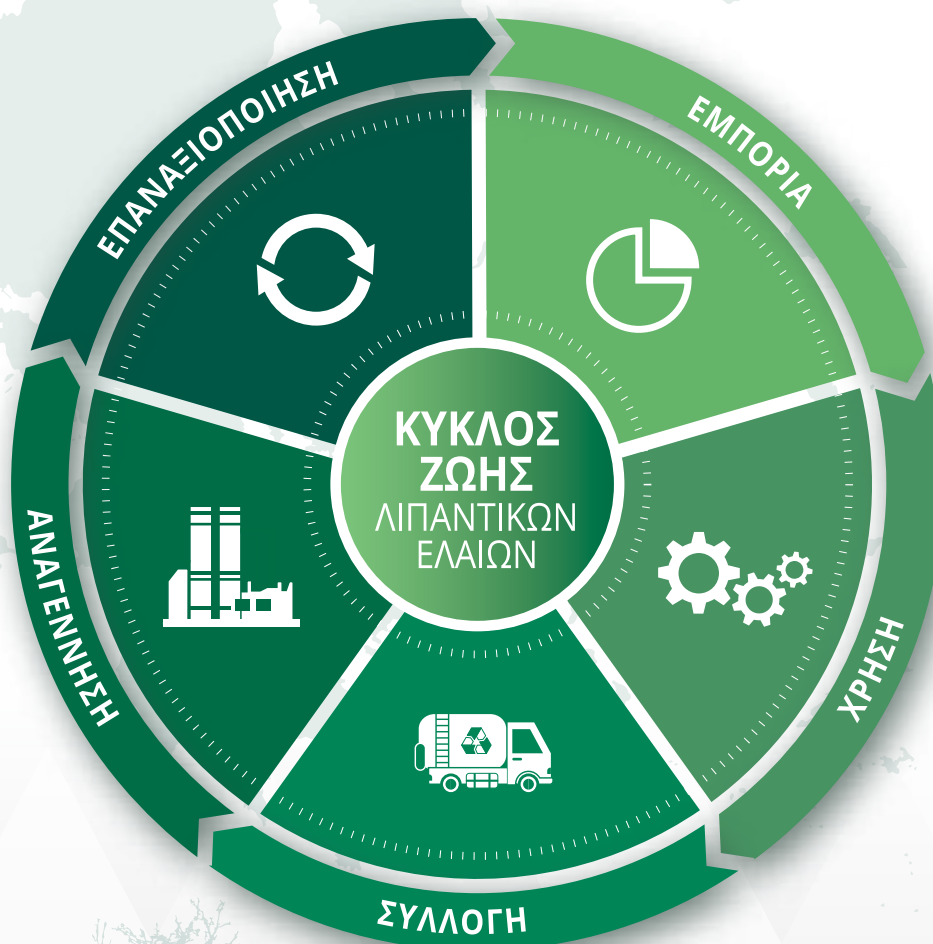 ΚΥΚΛΟΣ
ΖΩΗΣ
ΛΙΠΑΝΤΙΚΩΝ
ΕΛΑΙΩΝ
ΕΜΠΟΡΙΑ
ΧΡΗΣΗ
ΣΥΛΛΟΓΗ
ΑΝΑΓΕΝΝΗΣΗ
ΕΠΑΝΑΞΙΟΠΟΙΗΣΗ